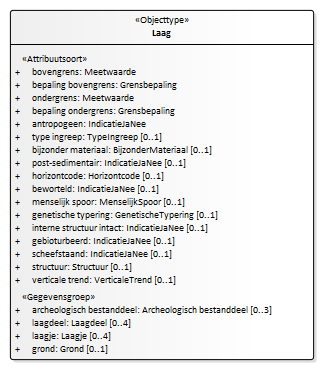 «Objecttype»
Laag
«Attribuutsoort»
+ bovengrens: Meetwaarde
+ bepaling bovengrens: Grensbepaling
+ ondergrens: Meetwaarde
+ bepaling ondergrens: Grensbepaling
+ antropogeen: IndicatieJaNee
+ type ingreep: TypeIngreep [0..1]
+ bijzonder materiaal: BijzonderMateriaal [0..1]
+ post-sedimentair: IndicatieJaNee [0..1]
+ horizontcode: Horizontcode [0..1]
+ beworteld: IndicatieJaNee [0..1]
+ menselijk spoor: MenselijkSpoor [0..1]
+ genetische typering: GenetischeTypering [0..1]
+ interne structuur intact: IndicatieJaNee [0..1]
+ gebioturbeerd: IndicatieJaNee [0..1]
+ scheefstaand: IndicatieJaNee [0..1]
+ structuur: Structuur [0..1]
+ verticale trend: VerticaleTrend [0..1]
«Gegevensgroep»
+ archeologisch bestanddeel: Archeologisch bestanddeel [0..3]
+ laagdeel: Laagdeel [0..4]
+ laagje: Laagje [0..4]
+ grond: Grond [0..1]